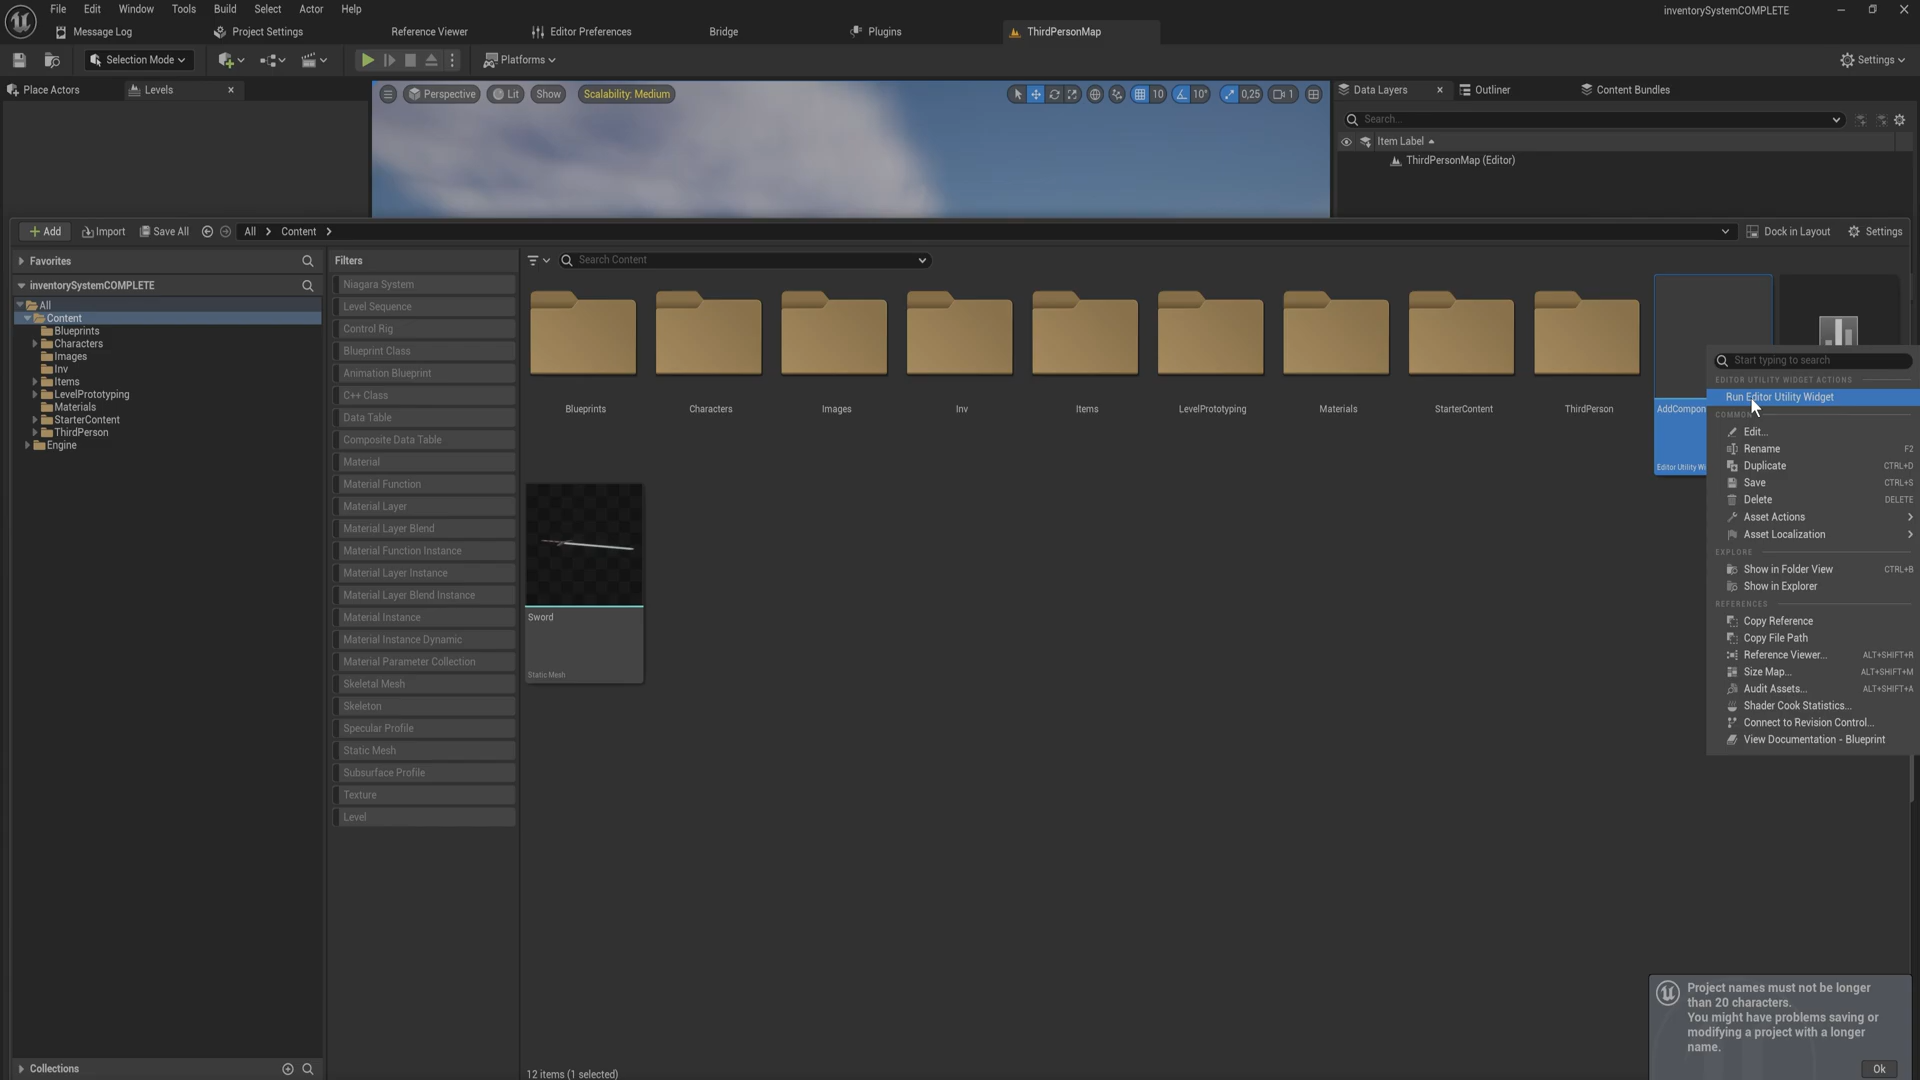 File Edit Window Tools Build Select Actor Help
inventorySystemCOMPLETE
Message Log
Project Settings
Reference Viewer
Editor Preferences
Bridge
Plugins
ThirdPersonMap
Selection Mode
Platforms
Settings
Place Actors
Levels
Perspective
Lit
Show
Scalability: Medium
10
10°
0,25
1
Data Layers
Outliner
Content Bundles
Search...
Item Label
ThirdPersonMap (Editor)
Add
Import
Save All
All
Content
Dock in Layout
Settings
Favorites
inventorySystemCOMPLETE
All
Content
Blueprints
Characters
Images
Inv
Items
LevelPrototyping
Materials
StarterContent
ThirdPerson
Engine
Collections
Filters
Niagara System
Level Sequence
Control Rig
Blueprint Class
Animation Blueprint
C++ Class
Data Table
Composite Data Table
Material
Material Function
Material Layer
Material Layer Blend
Material Function Instance
Material Layer Instance
Material Layer Blend Instance
Material Instance
Material Instance Dynamic
Material Parameter Collection
Skeletal Mesh
Skeleton
Specular Profile
Static Mesh
Subsurface Profile
Texture
Level
Search Content
Blueprints
Characters
Images
Inv
Items
LevelPrototyping
Materials
StarterContent
ThirdPerson
AddCompon
Editor Utility Wi
Sword
Static Mesh
12 items (1 selected)
Start typing to search
EDITOR UTILITY WIDGET ACTIONS
Run Editor Utility Widget
COMMON
Edit...
Rename F2
Duplicate CTRL+D
Save CTRL+S
Delete DELETE
Asset Actions
Asset Localization
EXPLORE
Show in Folder View CTRL+B
Show in Explorer
REFERENCES
Copy Reference
Copy File Path
Reference Viewer... ALT+SHIFT+R
Size Map... ALT+SHIFT+M
Audit Assets... ALT+SHIFT+A
Shader Cook Statistics...
Connect to Revision Control...
View Documentation - Blueprint
Project names must not be longer
than 20 characters.
You might have problems saving or
modifying a project with a longer
name.
Ok